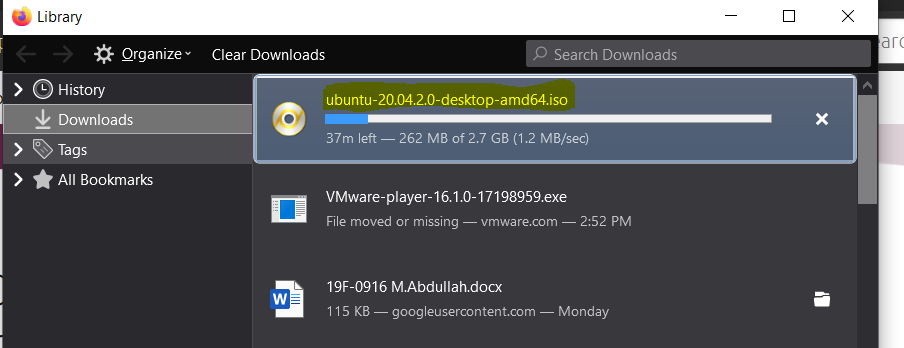 Library
Organize
Clear Downloads
Search Downloads
earc
History
Downloads
Tags
All Bookmarks
ubuntu-20.04.2.0-desktop-amd64.iso
37m left — 262 MB of 2.7 GB (1.2 MB/sec)
VMware-player-16.1.0-17198959.exe
File moved or missing — vmware.com — 2:52 PM
19F-0916 M.Abdullah.docx
115 KB — googleusercontent.com — Monday